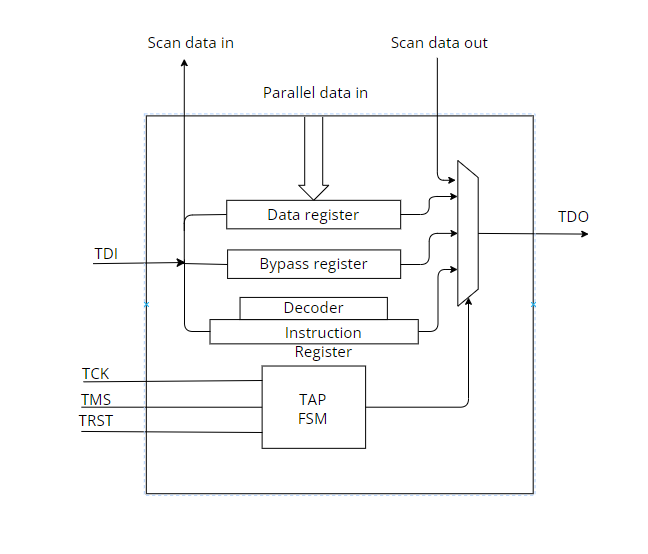 Scan data in
Scan data out
Parallel data in
Data register
TDO
TDI
Bypass register
Decoder
Instruction
Register
TCK
TMS
TRST
TAP
FSM